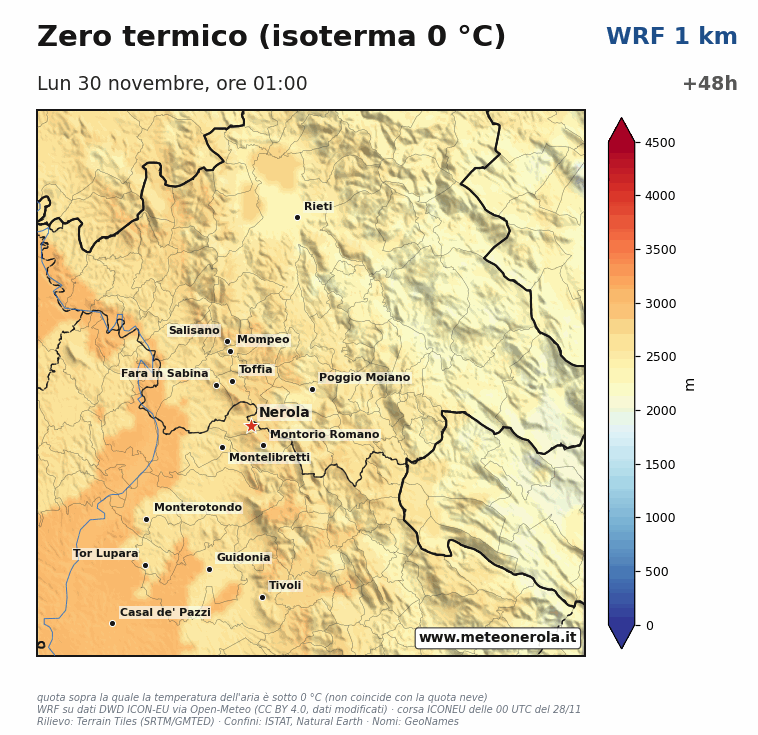 Zero termico (isoterma 0 °C)
WRF 1 km
Lun 30 novembre, ore 01:00
+48h
Rieti
Salisano
Mompeo
Fara in Sabina
Toffia
Poggio Moiano
Nerola
Montorio Romano
Montelibretti
Monterotondo
Tor Lupara
Guidonia
Tivoli
Casal de' Pazzi
www.meteonerola.it
4500
4000
3500
3000
2500
2000
1500
1000
500
0
m
quota sopra la quale la temperatura dell'aria è sotto 0 °C (non coincide con la quota neve)
WRF su dati DWD ICON-EU via Open-Meteo (CC BY 4.0, dati modificati) · corsa ICONEU delle 00 UTC del 28/11
Rilievo: Terrain Tiles (SRTM/GMTED) · Confini: ISTAT, Natural Earth · Nomi: GeoNames